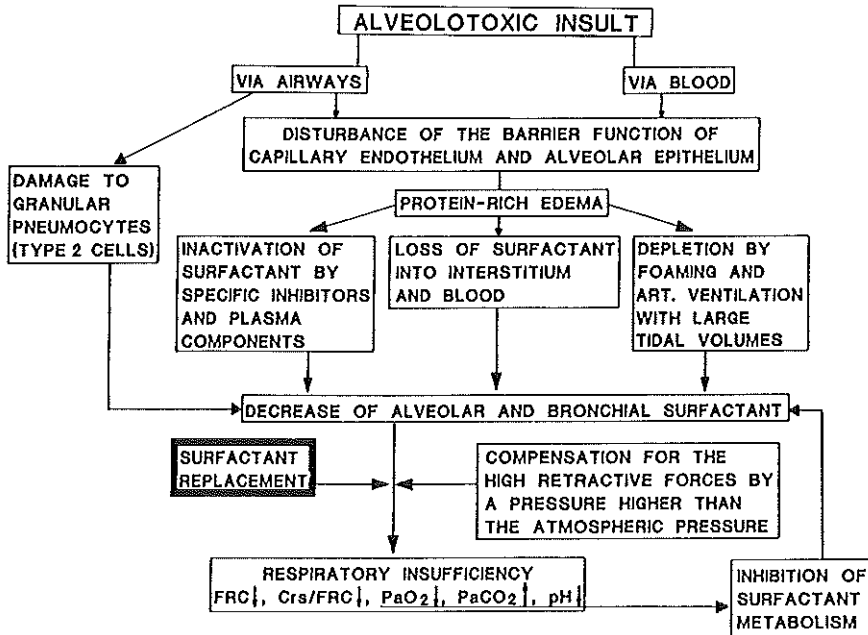 ALVEOLOTOXIC INSULT
VIA AIRWAYS
VIA BLOOD
DISTURBANCE OF THE BARRIER FUNCTION OF
CAPILLARY ENDOTHELIUM AND ALVEOLAR EPITHELIUM
DAMAGE TO
GRANULAR
PNEUMOCYTES
(TYPE 2 CELLS)
PROTEIN-RICH EDEMA
INACTIVATION OF
SURFACTANT BY
SPECIFIC INHIBITORS
AND PLASMA
COMPONENTS
LOSS OF SURFACTANT
INTO INTERSTITIUM
AND BLOOD
DEPLETION BY
FOAMING AND
ART. VENTILATION
WITH LARGE
TIDAL VOLUMES
DECREASE OF ALVEOLAR AND BRONCHIAL SURFACTANT
SURFACTANT
REPLACEMENT
COMPENSATION FOR THE
HIGH RETRACTIVE FORCES BY
A PRESSURE HIGHER THAN
THE ATMOSPHERIC PRESSURE
RESPIRATORY INSUFFICIENCY
FRC↓, Crs/FRC↓, PaO₂↓, PaCO₂↑, pH↓
INHIBITION OF
SURFACTANT
METABOLISM